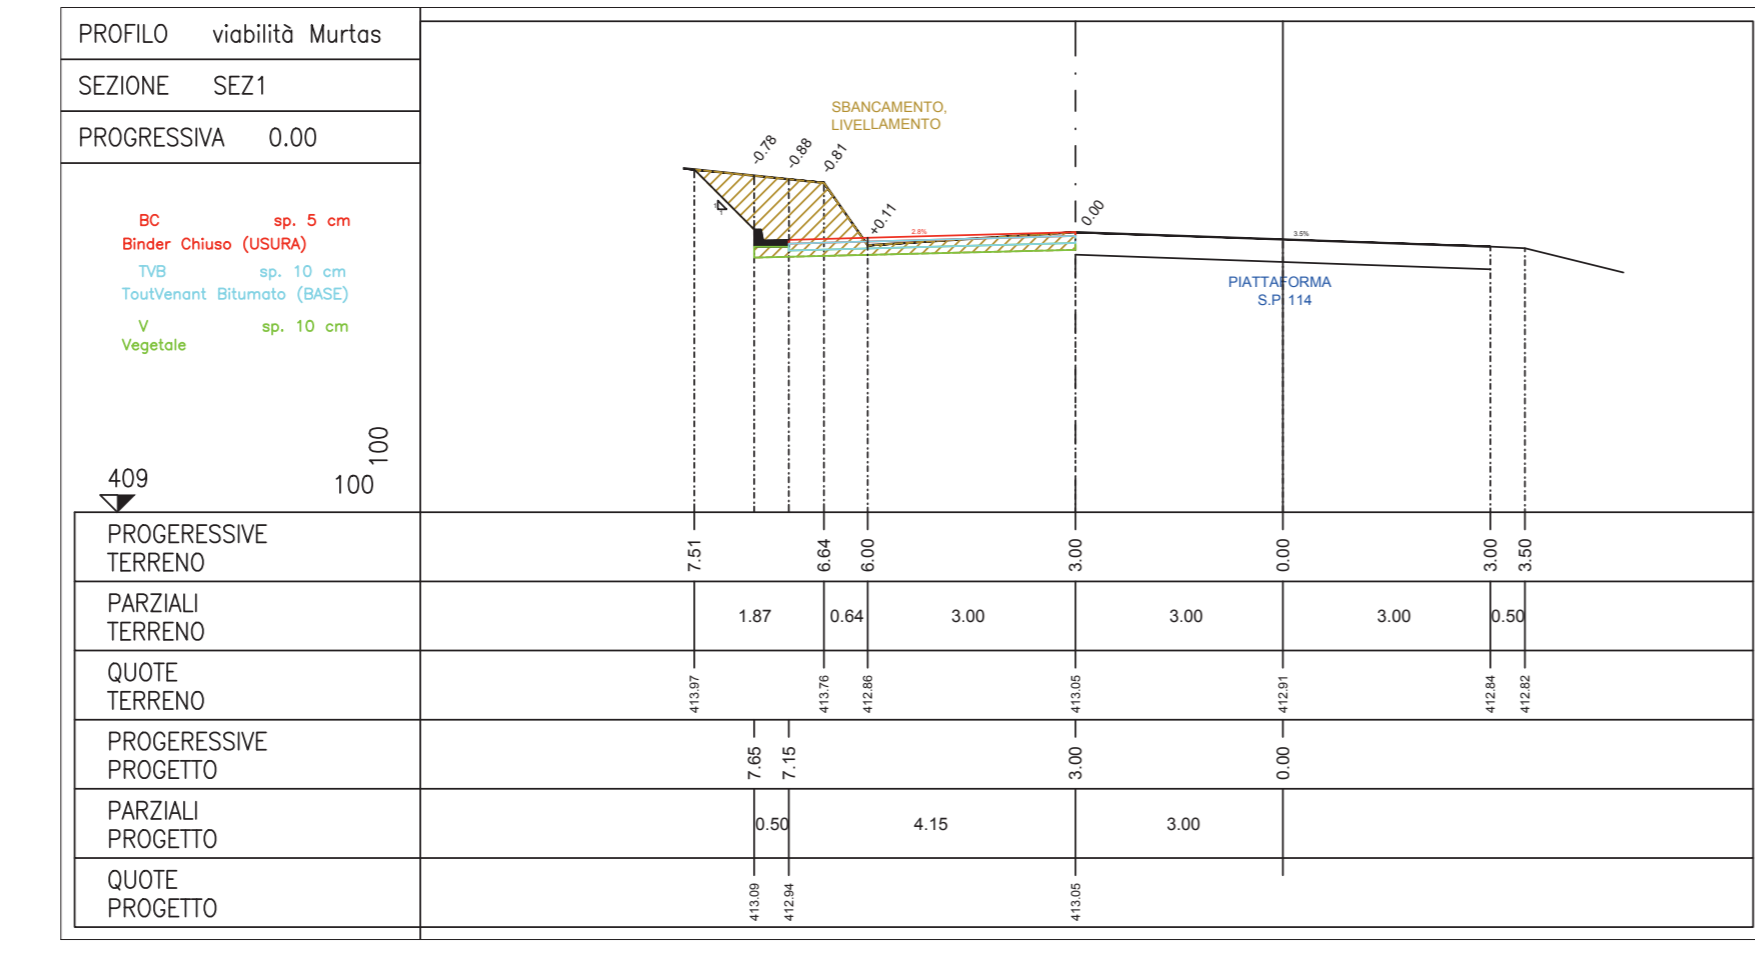 PROFILO viabilità Murtas
SEZIONE SEZ1
PROGRESSIVA 0.00
BC sp. 5 cm
Binder Chiuso (USURA)
TVB sp. 10 cm
ToutVenant Bitumato (BASE)
V sp. 10 cm
Vegetale
409
100
100
SBANCAMENTO,
LIVELLAMENTO
-0.78
-0.88
-0.81
+0.11
0.00
2.8%
3.5%
PIATTAFORMA
S.P. 114
PROGERESSIVE
TERRENO
7.51 6.64 6.00 3.00 0.00 3.00 3.50
PARZIALI
TERRENO
1.87 0.64 3.00 3.00 3.00 0.50
QUOTE
TERRENO
413.97 413.76 412.86 413.05 412.91 412.84 412.82
PROGERESSIVE
PROGETTO
7.65 7.15 3.00 0.00
PARZIALI
PROGETTO
0.50 4.15 3.00
QUOTE
PROGETTO
413.09 412.94 413.05